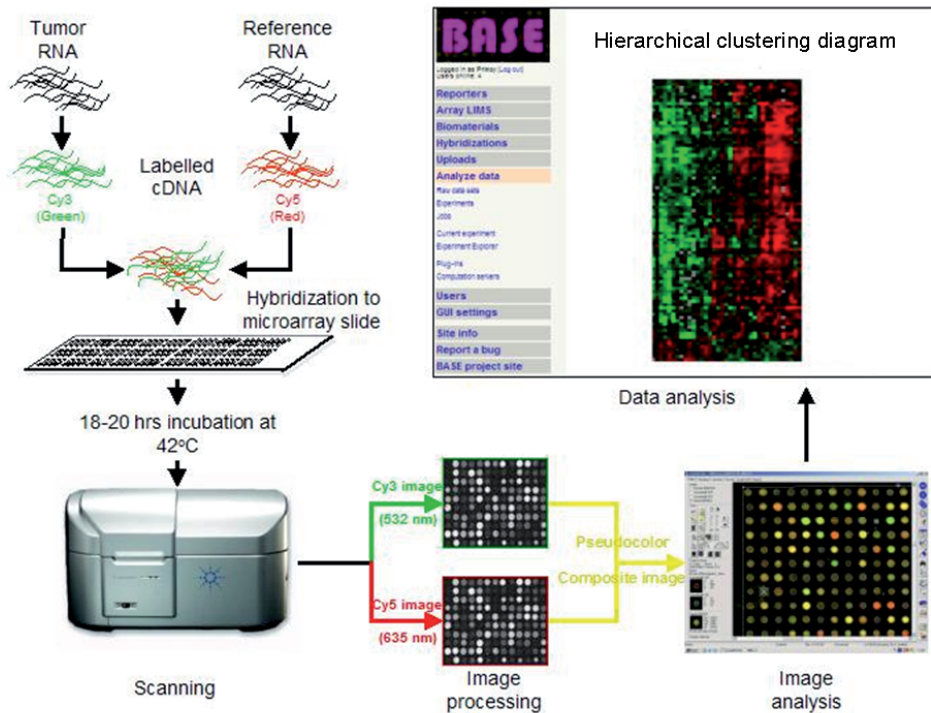 Tumor
RNA
Reference
RNA
Labelled
cDNA
Cy3
(Green)
Cy5
(Red)
Hybridization to
microarray slide
18-20 hrs incubation at
42°C
Scanning
Cy3 image
(532 nm)
Cy5 image
(635 nm)
Image
processing
Pseudocolor
Composite image
Image
analysis
Data analysis
BASE
Users online: 4
Reporters
Array LIMS
Biomaterials
Hybridizations
Uploads
Analyze data
Raw data sets
Experiments
Jobs
Current experiment
Experiment Explorer
Plug-ins
Computation servers
Users
GUI settings
Site info
Report a bug
BASE project site
Hierarchical clustering diagram